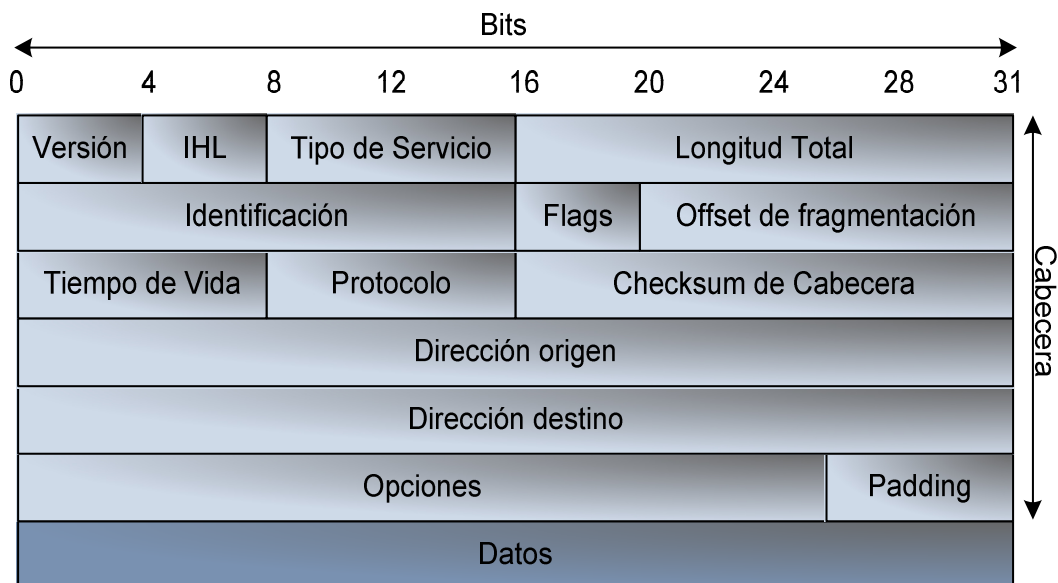 Bits
0 4 8 12 16 20 24 28 31
Versión IHL Tipo de Servicio Longitud Total
Identificación Flags Offset de fragmentación
Tiempo de Vida Protocolo Checksum de Cabecera
Dirección origen
Dirección destino
Opciones Padding
Datos
Cabecera